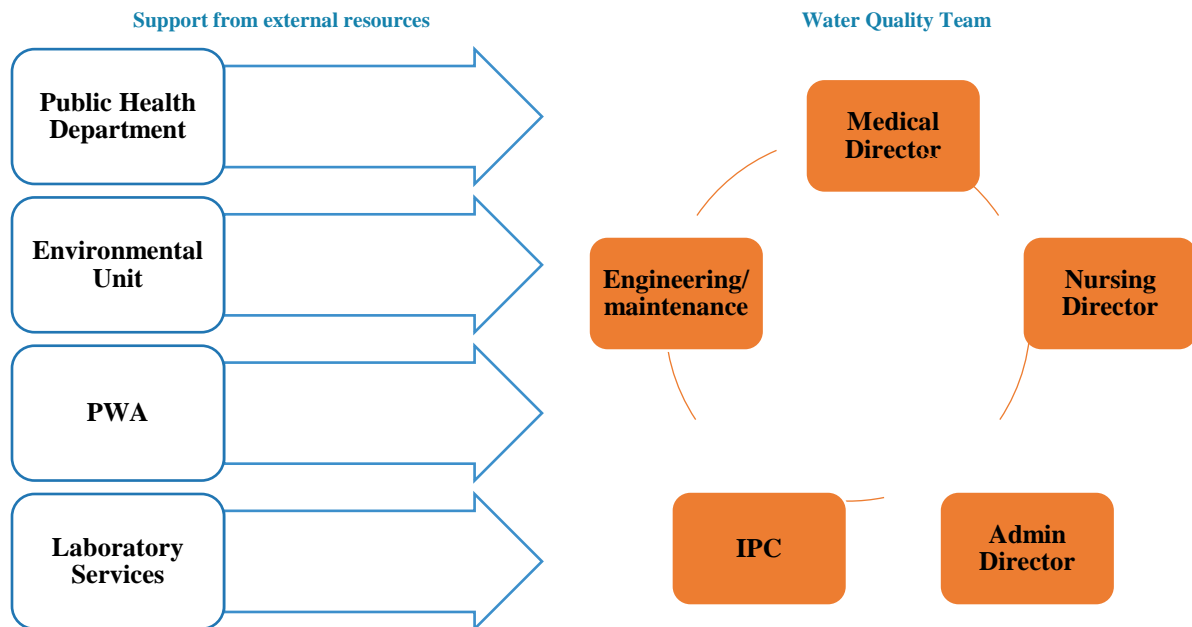 Support from external resources
Public Health
Department
Environmental
Unit
PWA
Laboratory
Services
Water Quality Team
Medical
Director
Nursing
Director
Admin
Director
IPC
Engineering/
maintenance